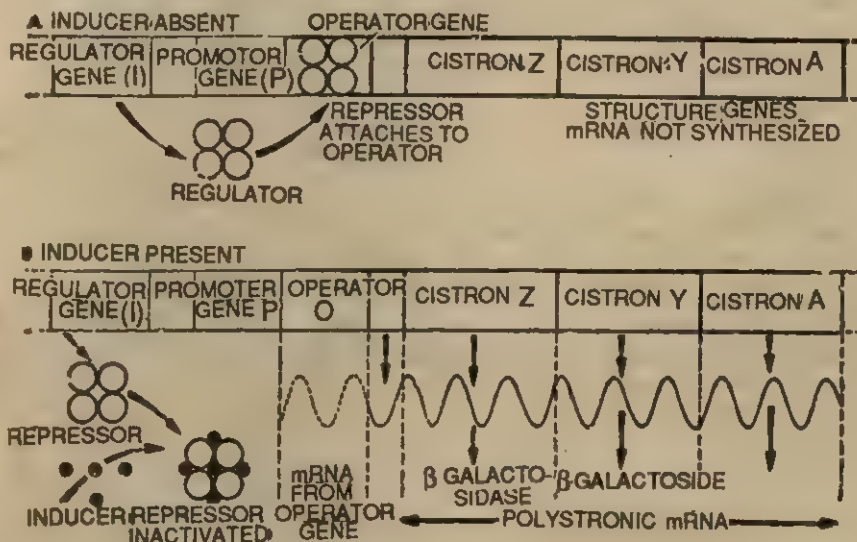 A INDUCER ABSENT
OPERATOR GENE
REGULATOR GENE (I)
PROMOTOR GENE (P)
CISTRON Z
CISTRON Y
CISTRON A
REPRESSOR
ATTACHES TO
OPERATOR
STRUCTURE GENES
mRNA NOT SYNTHESIZED
REGULATOR
B INDUCER PRESENT
REGULATOR GENE (I)
PROMOTER GENE P
OPERATOR O
CISTRON Z
CISTRON Y
CISTRON A
REPRESSOR
INDUCER
REPRESSOR
INACTIVATED
mRNA
FROM
OPERATOR
GENE
β GALACTO-
SIDASE
β-GALACTOSIDE
POLYSTRONIC mRNA